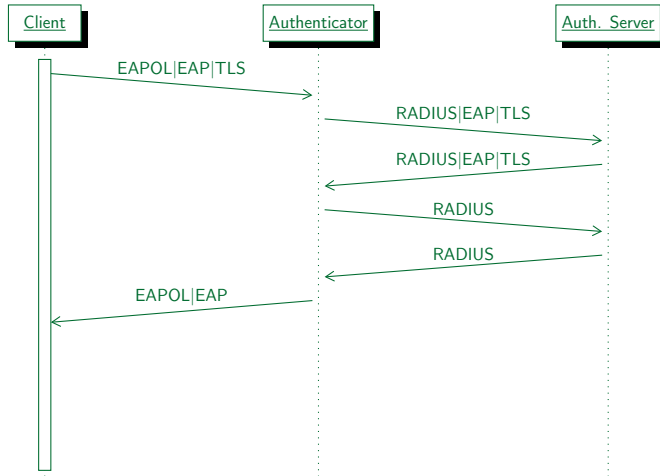 Client
Authenticator
Auth. Server
EAPOL|EAP|TLS
RADIUS|EAP|TLS
RADIUS|EAP|TLS
RADIUS
RADIUS
EAPOL|EAP